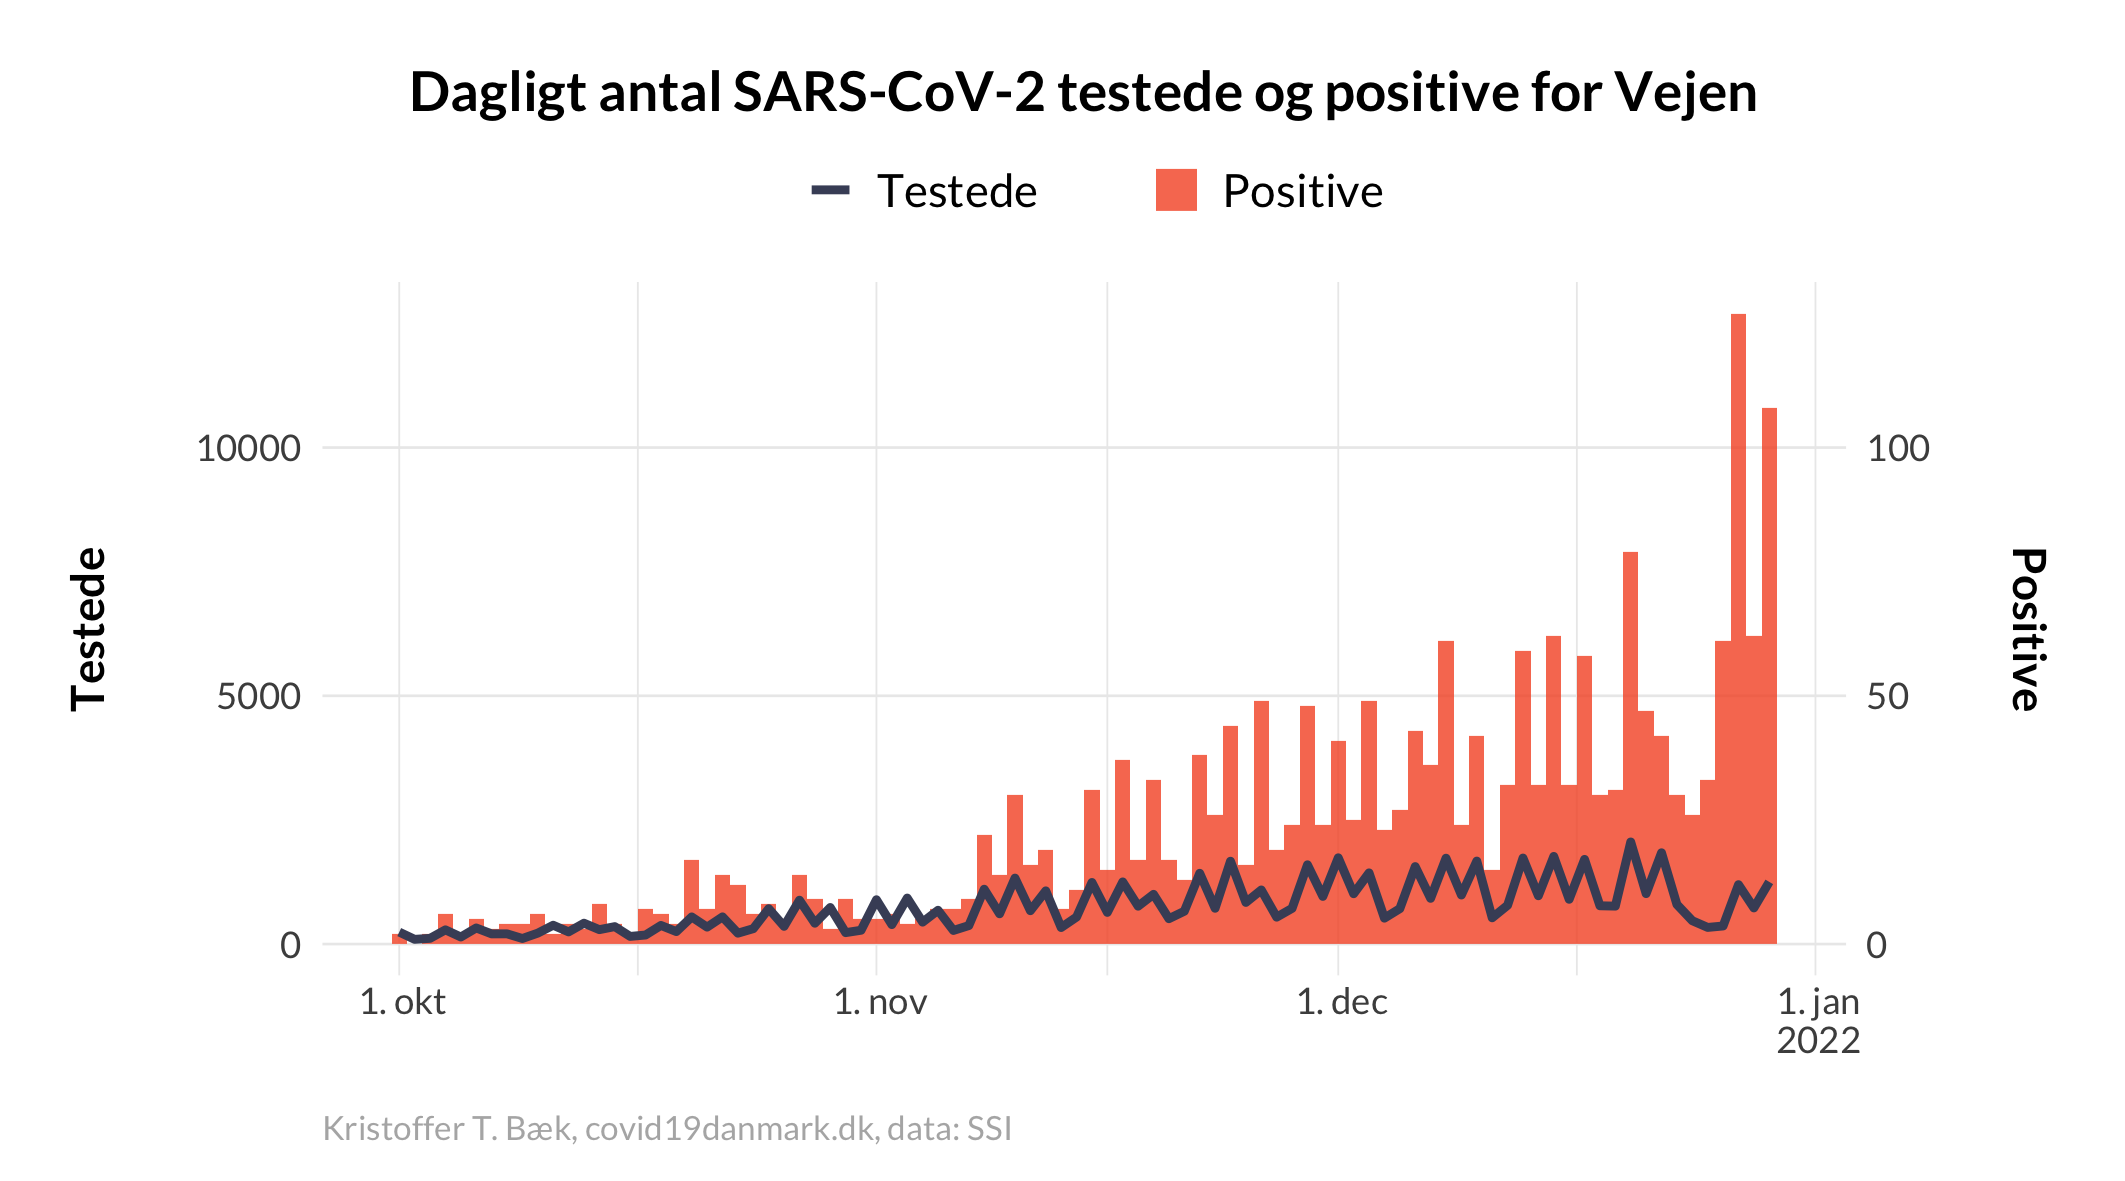 Dagligt antal SARS-CoV-2 testede og positive for Vejen
Testede
Positive
10000
5000
0
100
50
0
Testede
Positive
1. okt
1. nov
1. dec
1. jan
2022
Kristoffer T. Bæk, covid19danmark.dk, data: SSI